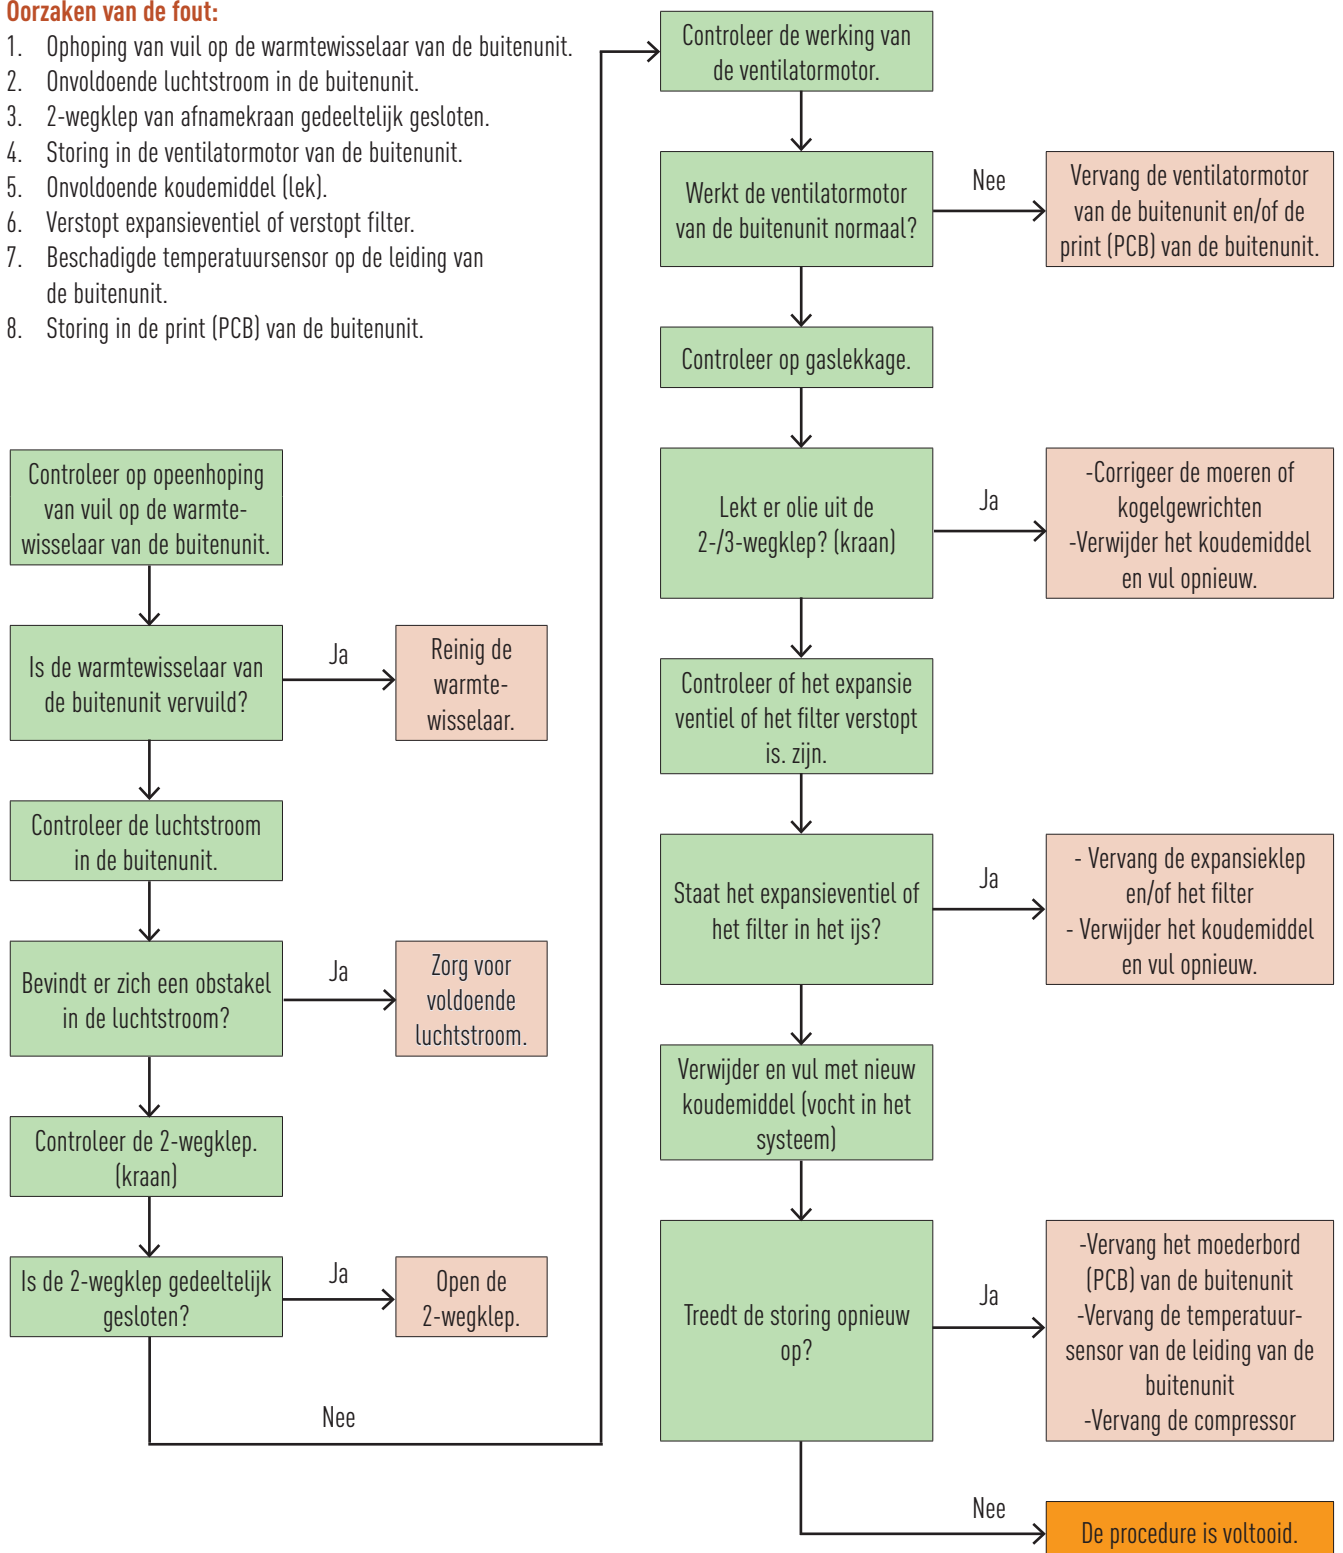 Oorzaken van de fout:
1. Ophoping van vuil op de warmtewisselaar van de buitenunit.
2. Onvoldoende luchtstroom in de buitenunit.
3. 2-wegklep van afnamekraan gedeeltelijk gesloten.
4. Storing in de ventilatormotor van de buitenunit.
5. Onvoldoende koudemiddel (lek).
6. Verstopt expansieventiel of verstopt filter.
7. Beschadigde temperatuursensor op de leiding van
de buitenunit.
8. Storing in de print (PCB) van de buitenunit.
Controleer op opeenhoping
van vuil op de warmte-
wisselaar van de buitenunit.
Is de warmtewisselaar van
de buitenunit vervuild?
Ja
Reinig de
warmte-
wisselaar.
Controleer de luchtstroom
in de buitenunit.
Bevindt er zich een obstakel
in de luchtstroom?
Ja
Zorg voor
voldoende
luchtstroom.
Controleer de 2-wegklep.
(kraan)
Is de 2-wegklep gedeeltelijk
gesloten?
Ja
Open de
2-wegklep.
Nee
Controleer de werking van
de ventilatormotor.
Werkt de ventilatormotor
van de buitenunit normaal?
Nee
Vervang de ventilatormotor
van de buitenunit en/of de
print (PCB) van de buitenunit.
Controleer op gaslekkage.
Lekt er olie uit de
2-/3-wegklep? (kraan)
Ja
-Corrigeer de moeren of
kogelgewrichten
-Verwijder het koudemiddel
en vul opnieuw.
Controleer of het expansie
ventiel of het filter verstopt
is. zijn.
Staat het expansieventiel of
het filter in het ijs?
Ja
- Vervang de expansieklep
en/of het filter
- Verwijder het koudemiddel
en vul opnieuw.
Verwijder en vul met nieuw
koudemiddel (vocht in het
systeem)
Treedt de storing opnieuw
op?
Ja
-Vervang het moederbord
(PCB) van de buitenunit
-Vervang de temperatuur-
sensor van de leiding van de
buitenunit
-Vervang de compressor
Nee
De procedure is voltooid.